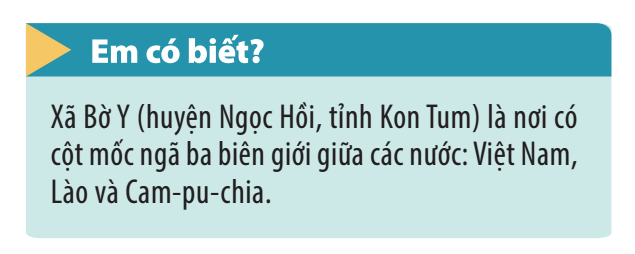 Em có biết?
Xã Bờ Y (huyện Ngọc Hồi, tỉnh Kon Tum) là nơi có
cột mốc ngã ba biên giới giữa các nước: Việt Nam,
Lào và Cam-pu-chia.